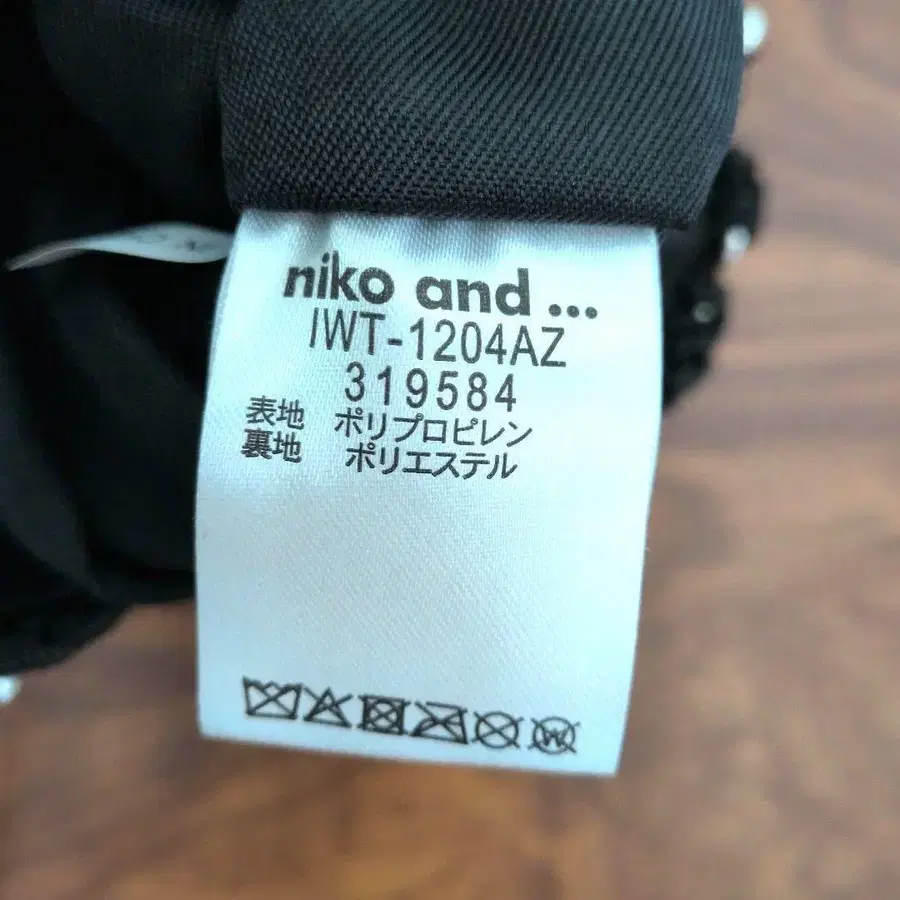 niko and ...
IWT-1204AZ
319584
表地 ポリプロピレン
裏地 ポリエステル